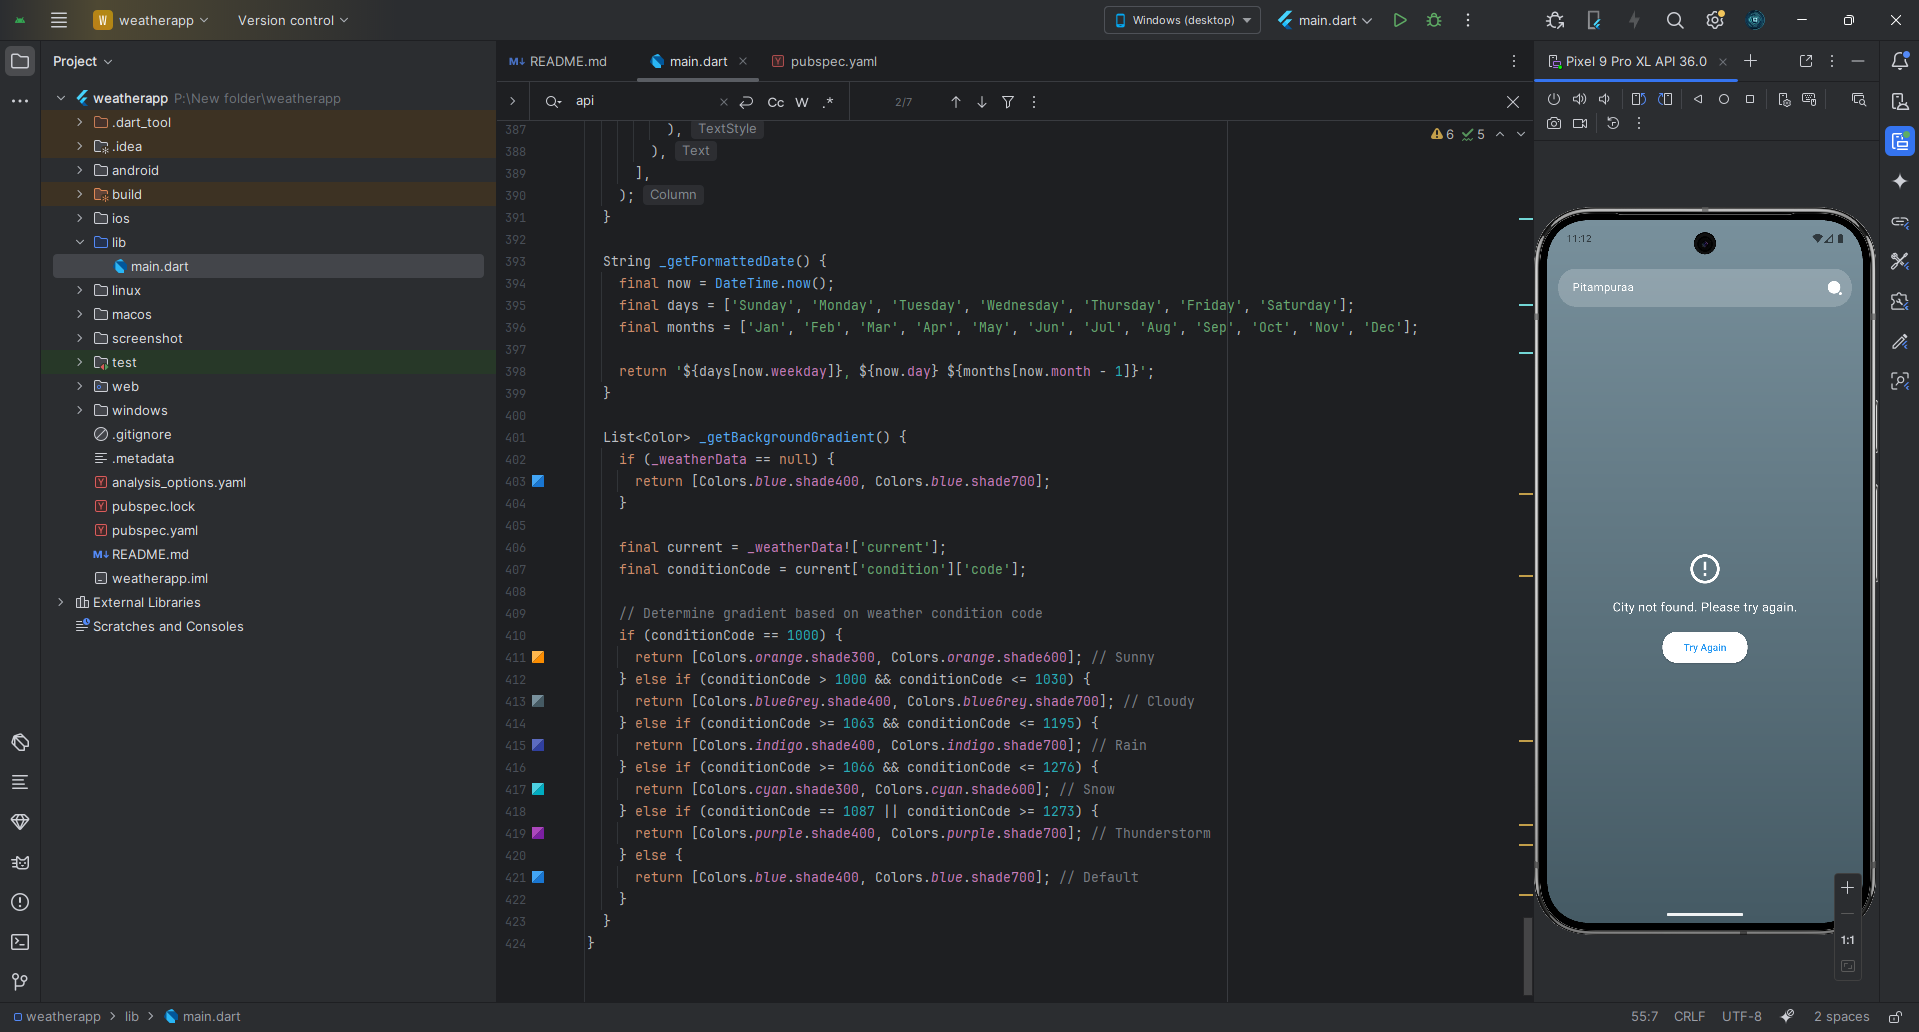 W weatherapp Version control Windows (desktop) main.dart
Project
weatherapp P:\New folder\weatherapp
.dart_tool
.idea
android
build
ios
lib
main.dart
linux
macos
screenshot
test
web
windows
.gitignore
.metadata
analysis_options.yaml
pubspec.lock
pubspec.yaml
README.md
weatherapp.iml
External Libraries
Scratches and Consoles
README.md main.dart pubspec.yaml
api Cc W .* 2/7
6 5
387 ), TextStyle
388 ), Text
389 ],
390 ); Column
391 }
392
393 String _getFormattedDate() {
394 final now = DateTime.now();
395 final days = ['Sunday', 'Monday', 'Tuesday', 'Wednesday', 'Thursday', 'Friday', 'Saturday'];
396 final months = ['Jan', 'Feb', 'Mar', 'Apr', 'May', 'Jun', 'Jul', 'Aug', 'Sep', 'Oct', 'Nov', 'Dec'];
397
398 return '${days[now.weekday]}, ${now.day} ${months[now.month - 1]}';
399 }
400
401 List<Color> _getBackgroundGradient() {
402 if (_weatherData == null) {
403 return [Colors.blue.shade400, Colors.blue.shade700];
404 }
405
406 final current = _weatherData!['current'];
407 final conditionCode = current['condition']['code'];
408
409 // Determine gradient based on weather condition code
410 if (conditionCode == 1000) {
411 return [Colors.orange.shade300, Colors.orange.shade600]; // Sunny
412 } else if (conditionCode > 1000 && conditionCode <= 1030) {
413 return [Colors.blueGrey.shade400, Colors.blueGrey.shade700]; // Cloudy
414 } else if (conditionCode >= 1063 && conditionCode <= 1195) {
415 return [Colors.indigo.shade400, Colors.indigo.shade700]; // Rain
416 } else if (conditionCode >= 1066 && conditionCode <= 1276) {
417 return [Colors.cyan.shade300, Colors.cyan.shade600]; // Snow
418 } else if (conditionCode == 1087 || conditionCode >= 1273) {
419 return [Colors.purple.shade400, Colors.purple.shade700]; // Thunderstorm
420 } else {
421 return [Colors.blue.shade400, Colors.blue.shade700]; // Default
422 }
423 }
424 }
Pixel 9 Pro XL API 36.0
11:12
Pitampuraa
City not found. Please try again.
Try Again
1:1
weatherapp lib main.dart 55:7 CRLF UTF-8 2 spaces